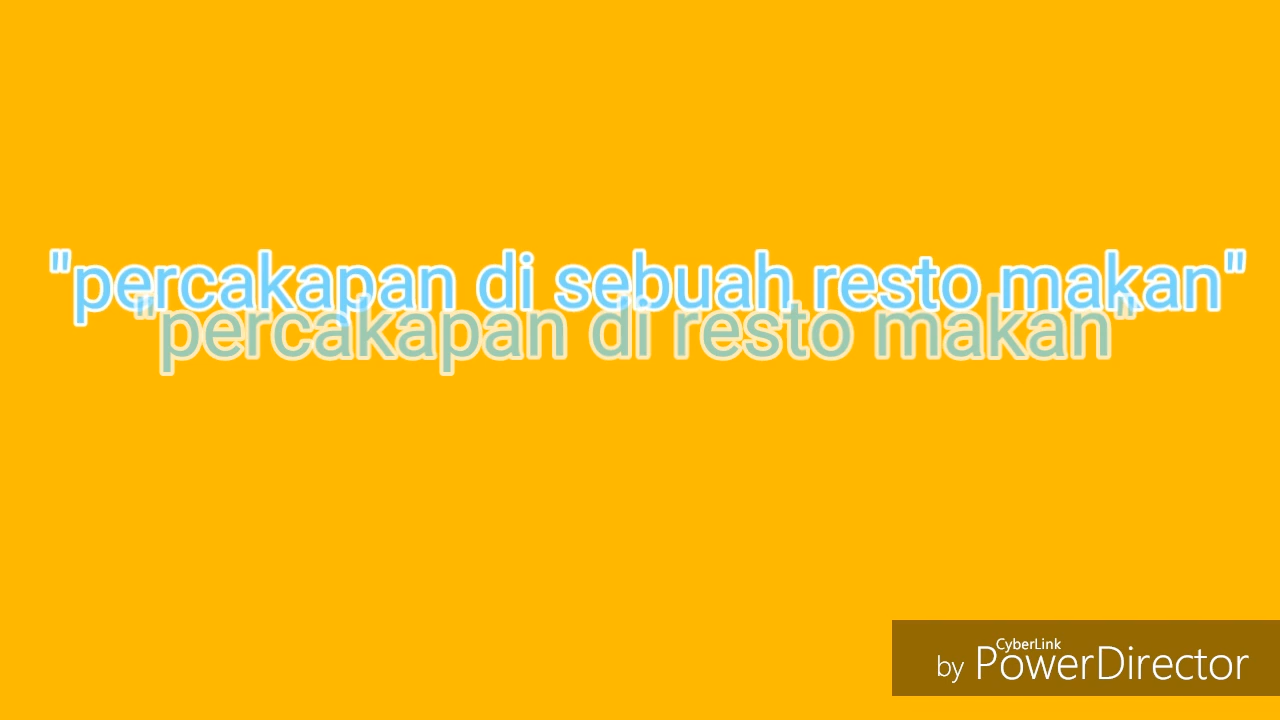 "percakapan di sebuah resto makan"
"percakapan di resto makan"
by CyberLink PowerDirector